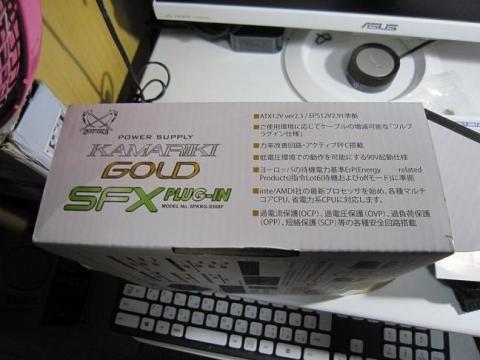 ASUS
POWER SUPPLY
KAMARIKI
GOLD
SFX PLUG-IN
MODEL No.
■ATX12V ver2.3 / EPS12V2.91準拠
■ご使用環境に応じてケーブルの増減可能な「フルプ
ラグイン仕様」
■力率改善回路・アクティブPFC搭載
■低電圧環境での動作を可能にする90V起動仕様
■ヨーロッパの待機電力基準ErP(Energy related
Products)指令Lot6(待機およびoffモード)に準拠
■intel/AMD社の最新プロセッサを始め、各種マルチ
コアCPU、省電力系CPUに対応します。
■過電流保護(OCP)、過電圧保護(OVP)、過負荷保護
(OPP)、短絡保護(SCP)等の各種安全回路搭載